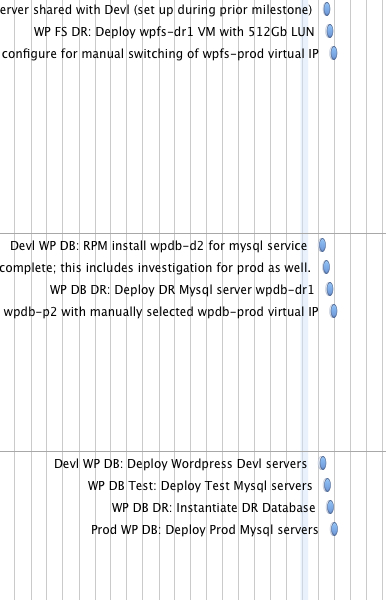 erver shared with Devl (set up during prior milestone)
WP FS DR: Deploy wpfs-dr1 VM with 512Gb LUN
configure for manual switching of wpfs-prod virtual IP
Devl WP DB: RPM install wpdb-d2 for mysql service
complete; this includes investigation for prod as well.
WP DB DR: Deploy DR Mysql server wpdb-dr1
wpdb-p2 with manually selected wpdb-prod virtual IP
Devl WP DB: Deploy Wordpress Devl servers
WP DB Test: Deploy Test Mysql servers
WP DB DR: Instantiate DR Database
Prod WP DB: Deploy Prod Mysql servers